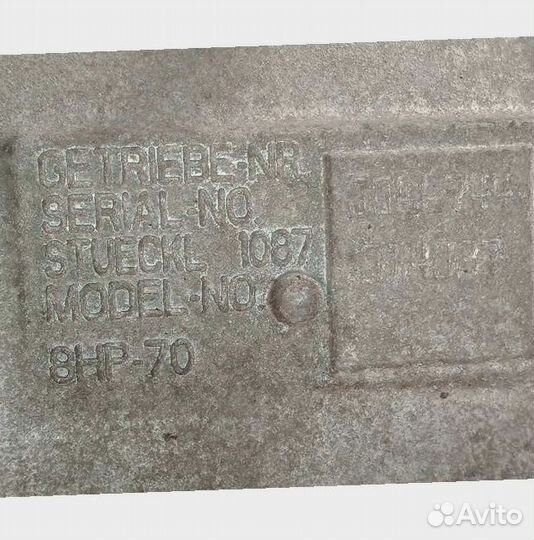 GETRIEBE-NR.
SERIAL-NO.
STUECKL 1087
MODEL-NO.
8HP-70
Avito